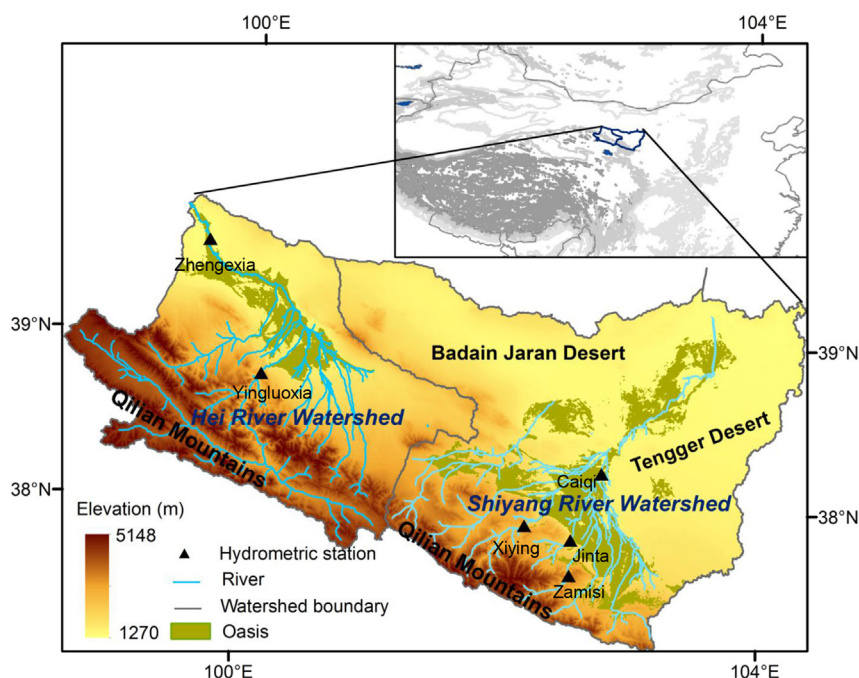 100°E
104°E
Zhengexia
39°N
Badain Jaran Desert
39°N
Yingluoxia
Hei River Watershed
Qilian Mountains
Tengger Desert
38°N
Caiqi
Shiyang River Watershed
38°N
Elevation (m)
5148
Qilian Mountains
Xiying
Jinta
Hydrometric station
River
Zamisi
Watershed boundary
1270
Oasis
100°E
104°E